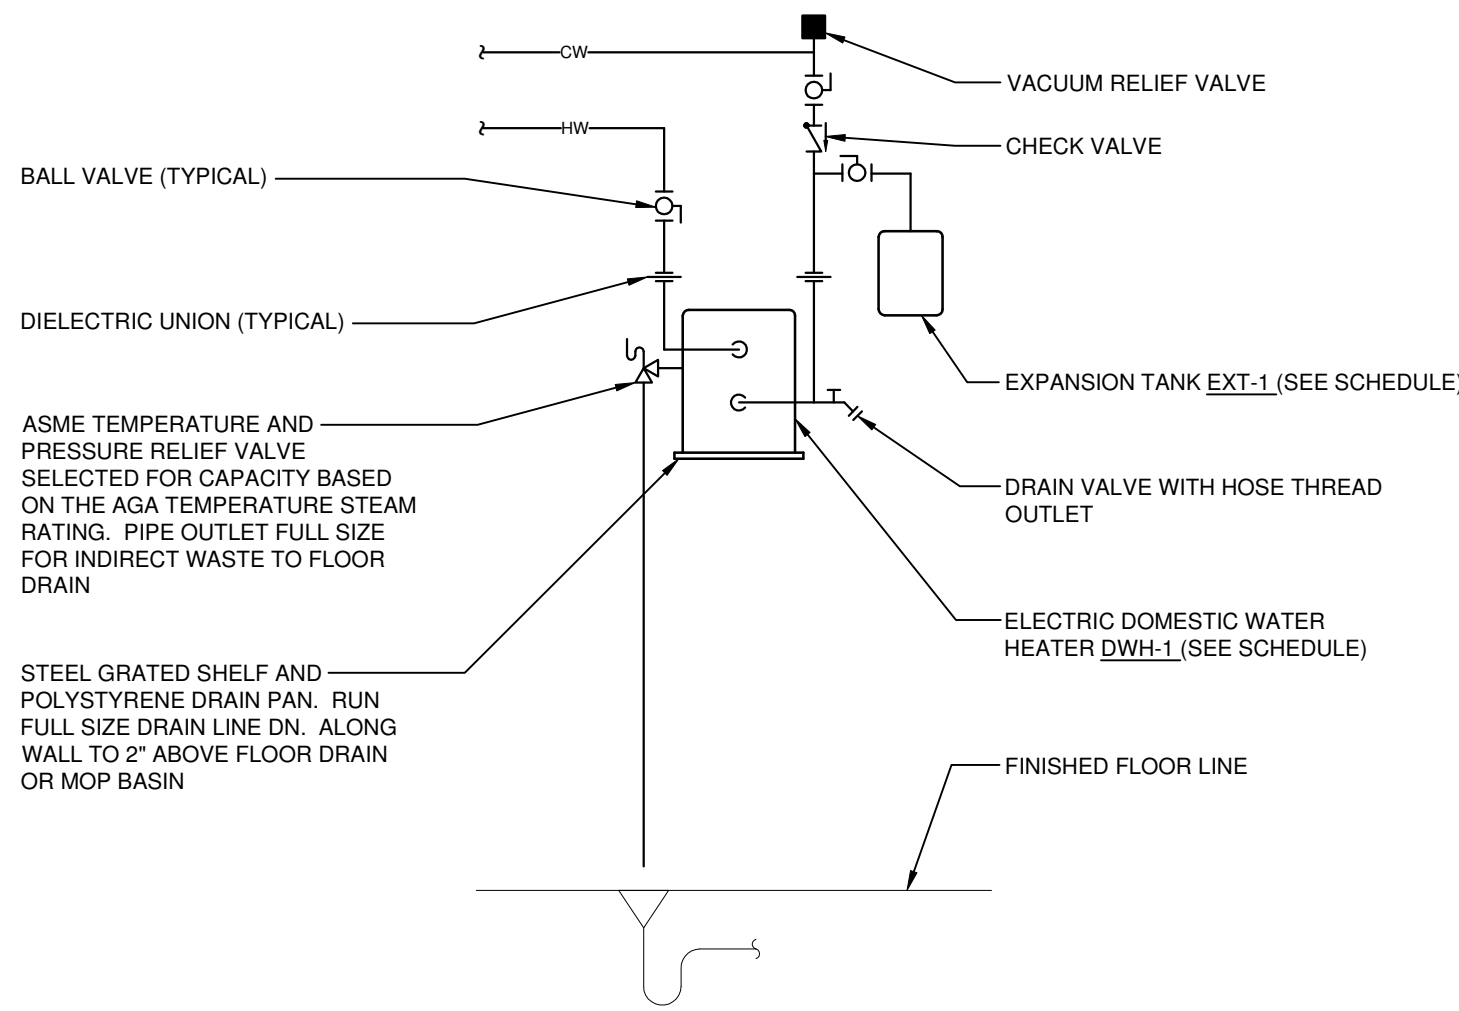 CW
VACUUM RELIEF VALVE
HW
CHECK VALVE
BALL VALVE (TYPICAL)
DIELECTRIC UNION (TYPICAL)
EXPANSION TANK EXT-1 (SEE SCHEDULE)
ASME TEMPERATURE AND
PRESSURE RELIEF VALVE
SELECTED FOR CAPACITY BASED
ON THE AGA TEMPERATURE STEAM
RATING.  PIPE OUTLET FULL SIZE
FOR INDIRECT WASTE TO FLOOR
DRAIN
DRAIN VALVE WITH HOSE THREAD
OUTLET
ELECTRIC DOMESTIC WATER
HEATER DWH-1 (SEE SCHEDULE)
STEEL GRATED SHELF AND
POLYSTYRENE DRAIN PAN.  RUN
FULL SIZE DRAIN LINE DN.  ALONG
WALL TO 2" ABOVE FLOOR DRAIN
OR MOP BASIN
FINISHED FLOOR LINE